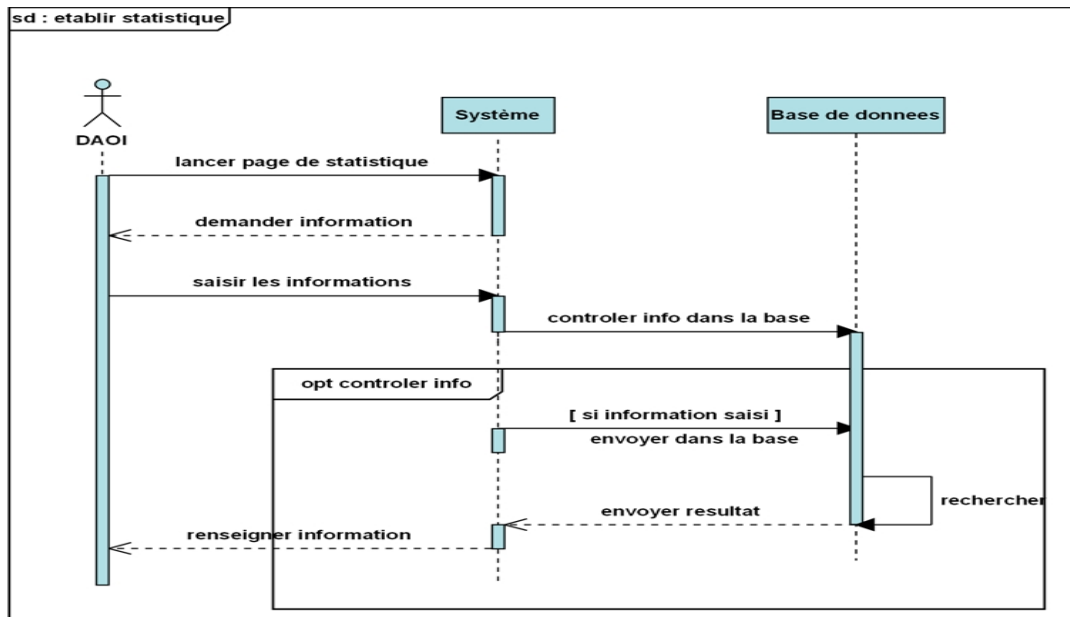 sd : etablir statistique
DAOI
Système
Base de donnees
lancer page de statistique
demander information
saisir les informations
controler info dans la base
opt controler info
[ si information saisi ]
envoyer dans la base
rechercher
envoyer resultat
renseigner information